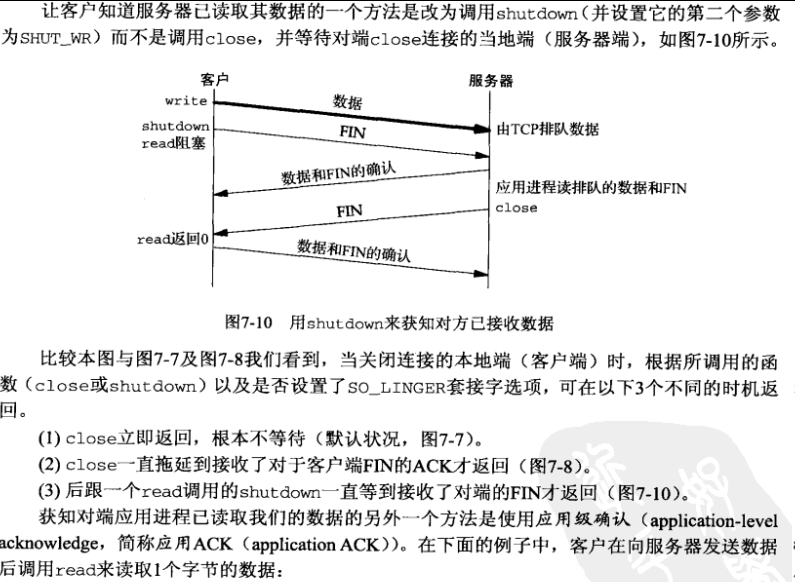 让客户知道服务器已读取其数据的一个方法是改为调用shutdown（并设置它的第二个参数
为SHUT_WR）而不是调用close，并等待对端close连接的当地端（服务器端），如图7-10所示。
客户
服务器
write
数据
由TCP排队数据
shutdown
FIN
read阻塞
数据和FIN的确认
应用进程读排队的数据和FIN
close
FIN
read返回0
数据和FIN的确认
图7-10 用shutdown来获知对方已接收数据
比较本图与图7-7及图7-8我们看到，当关闭连接的本地端（客户端）时，根据所调用的函
数（close或shutdown）以及是否设置了SO_LINGER套接字选项，可在以下3个不同的时机返
回。
(1) close立即返回，根本不等待（默认状况，图7-7）。
(2) close一直拖延到接收了对于客户端FIN的ACK才返回（图7-8）。
(3) 后跟一个read调用的shutdown一直等到接收了对端的FIN才返回（图7-10）。
获知对端应用进程已读取我们的数据的另外一个方法是使用应用级确认（application-level
acknowledge，简称应用ACK（application ACK））。在下面的例子中，客户在向服务器发送数据
后调用read来读取1个字节的数据：